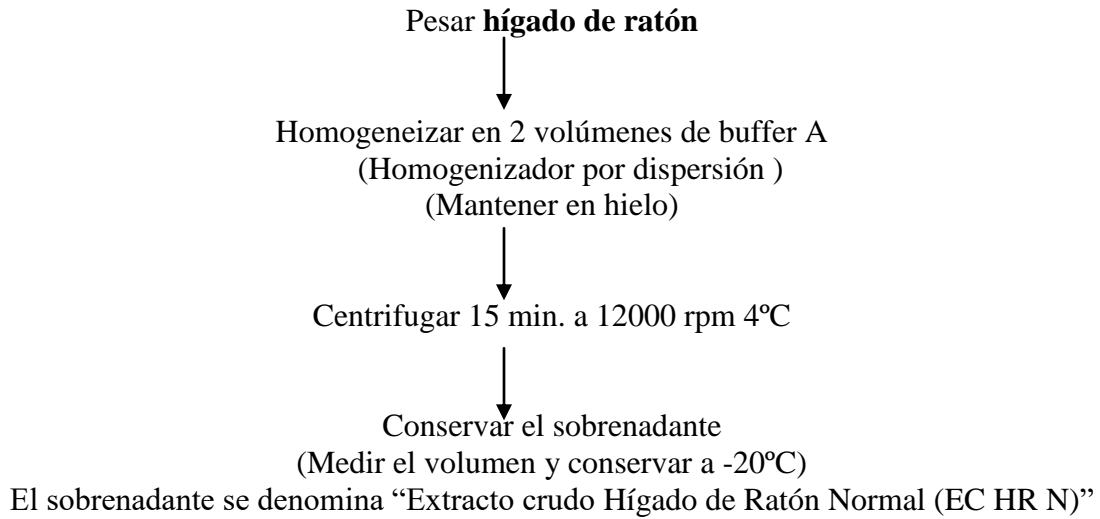 Pesar hígado de ratón
Homogeneizar en 2 volúmenes de buffer A
(Homogenizador por dispersión )
(Mantener en hielo)
Centrifugar 15 min. a 12000 rpm 4ºC
Conservar el sobrenadante
(Medir el volumen y conservar a -20ºC)
El sobrenadante se denomina “Extracto crudo Hígado de Ratón Normal (EC HR N)”